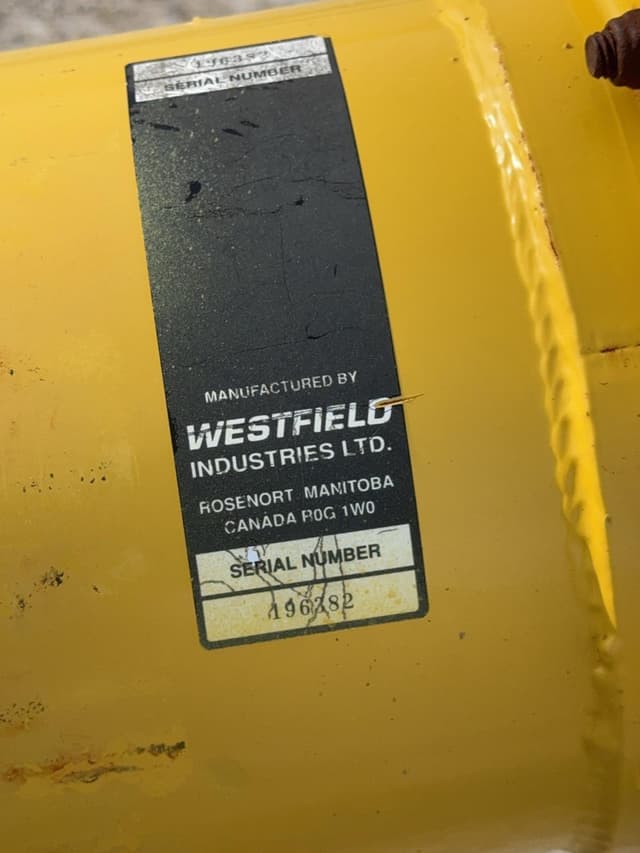 196382
SERIAL NUMBER
MANUFACTURED BY
WESTFIELD
INDUSTRIES LTD.
ROSENORT MANITOBA
CANADA R0G 1W0
SERIAL NUMBER
196382